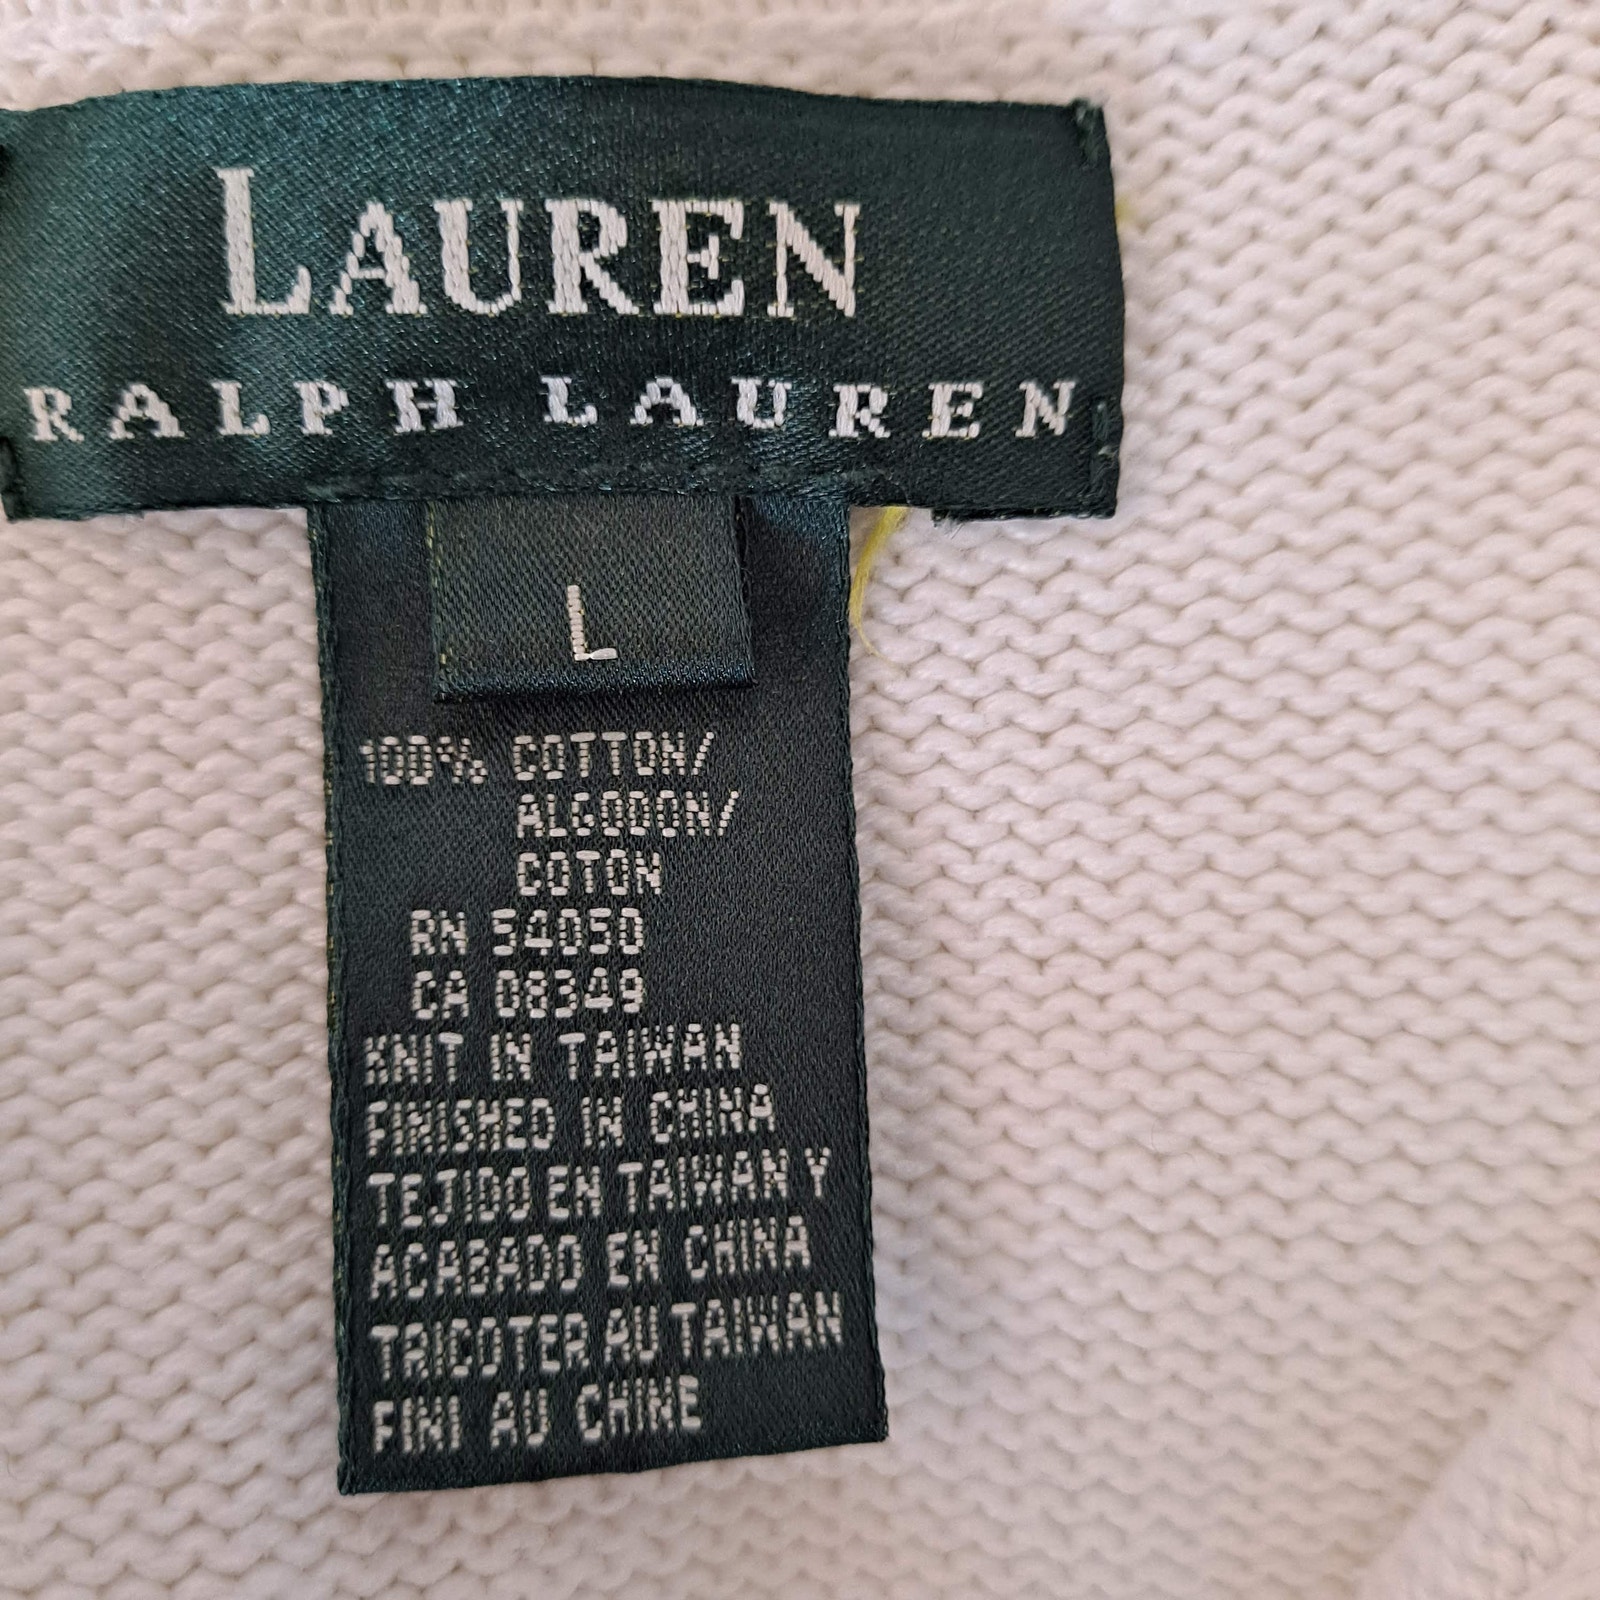 LAUREN
RALPH LAUREN
L
100% COTTON/
ALGODON/
COTON
RN 54050
CA 08349
KNIT IN TAIWAN
FINISHED IN CHINA
TEJIDO EN TAIWAN Y
ACABADO EN CHINA
TRICOTER AU TAIWAN
FINI AU CHINE